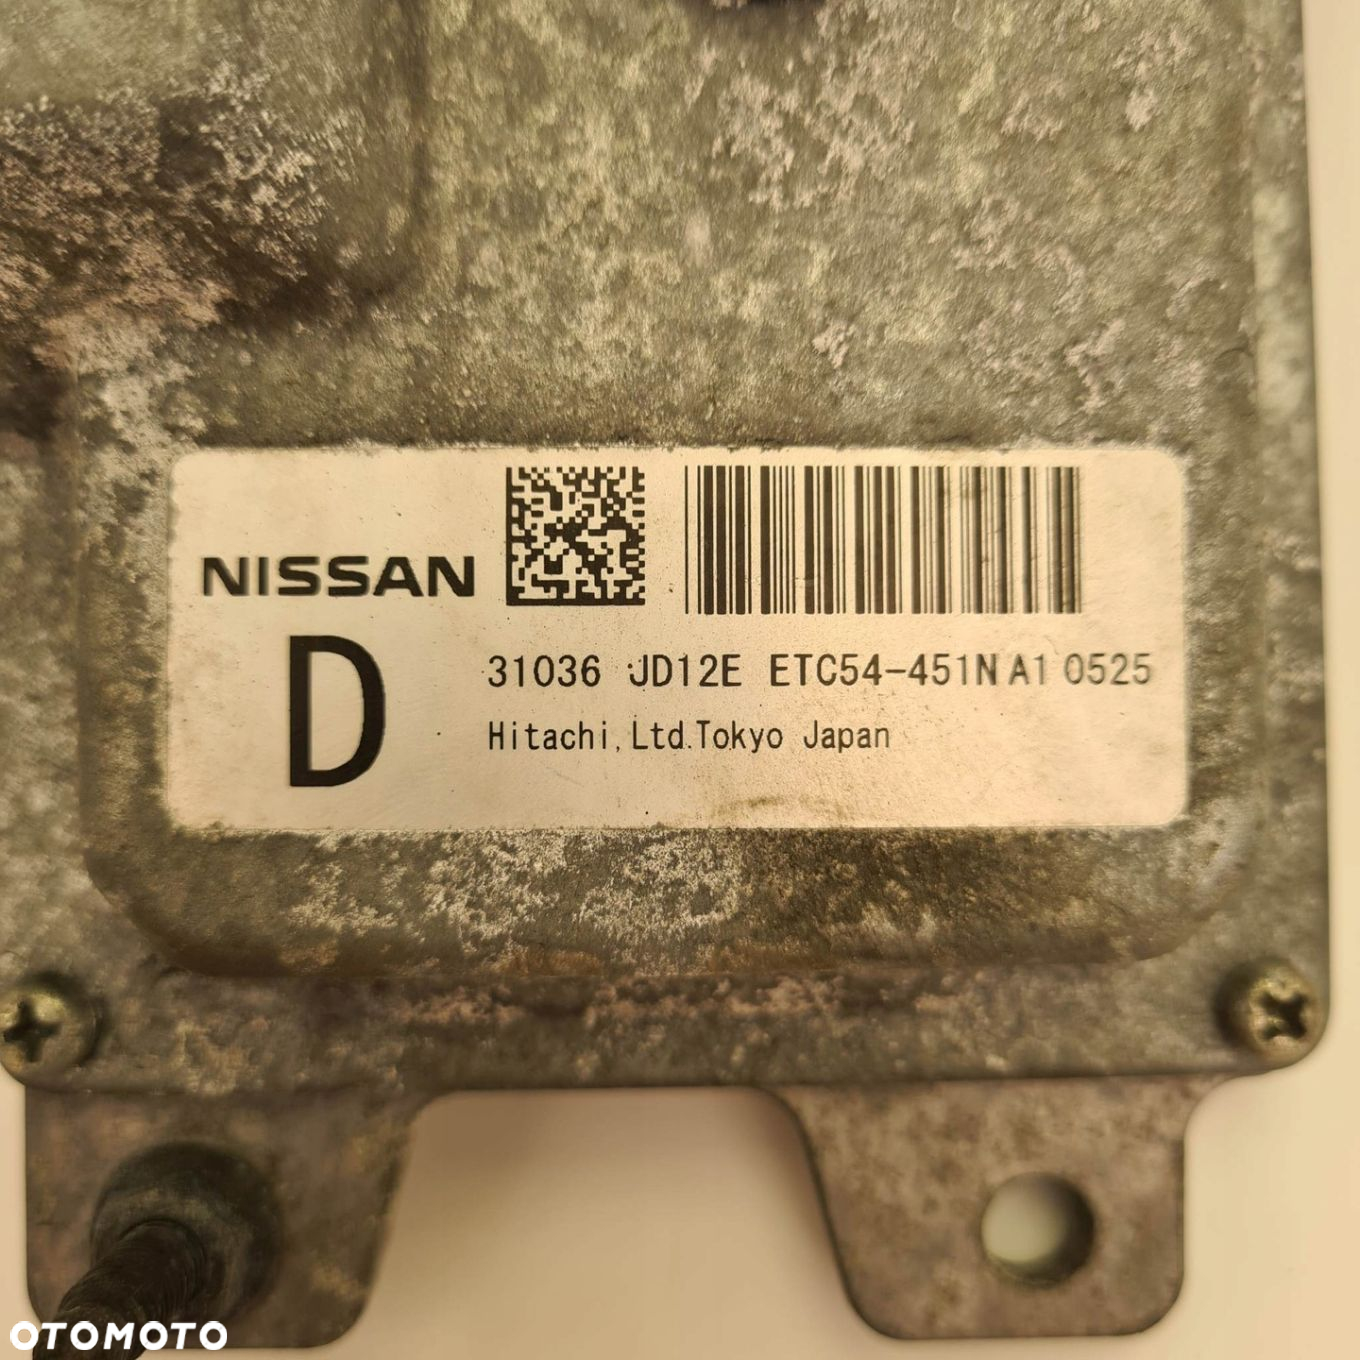 NISSAN
D
31036 JD12E ETC54-451N A1 0525
Hitachi,Ltd.Tokyo Japan
OTOMOTO